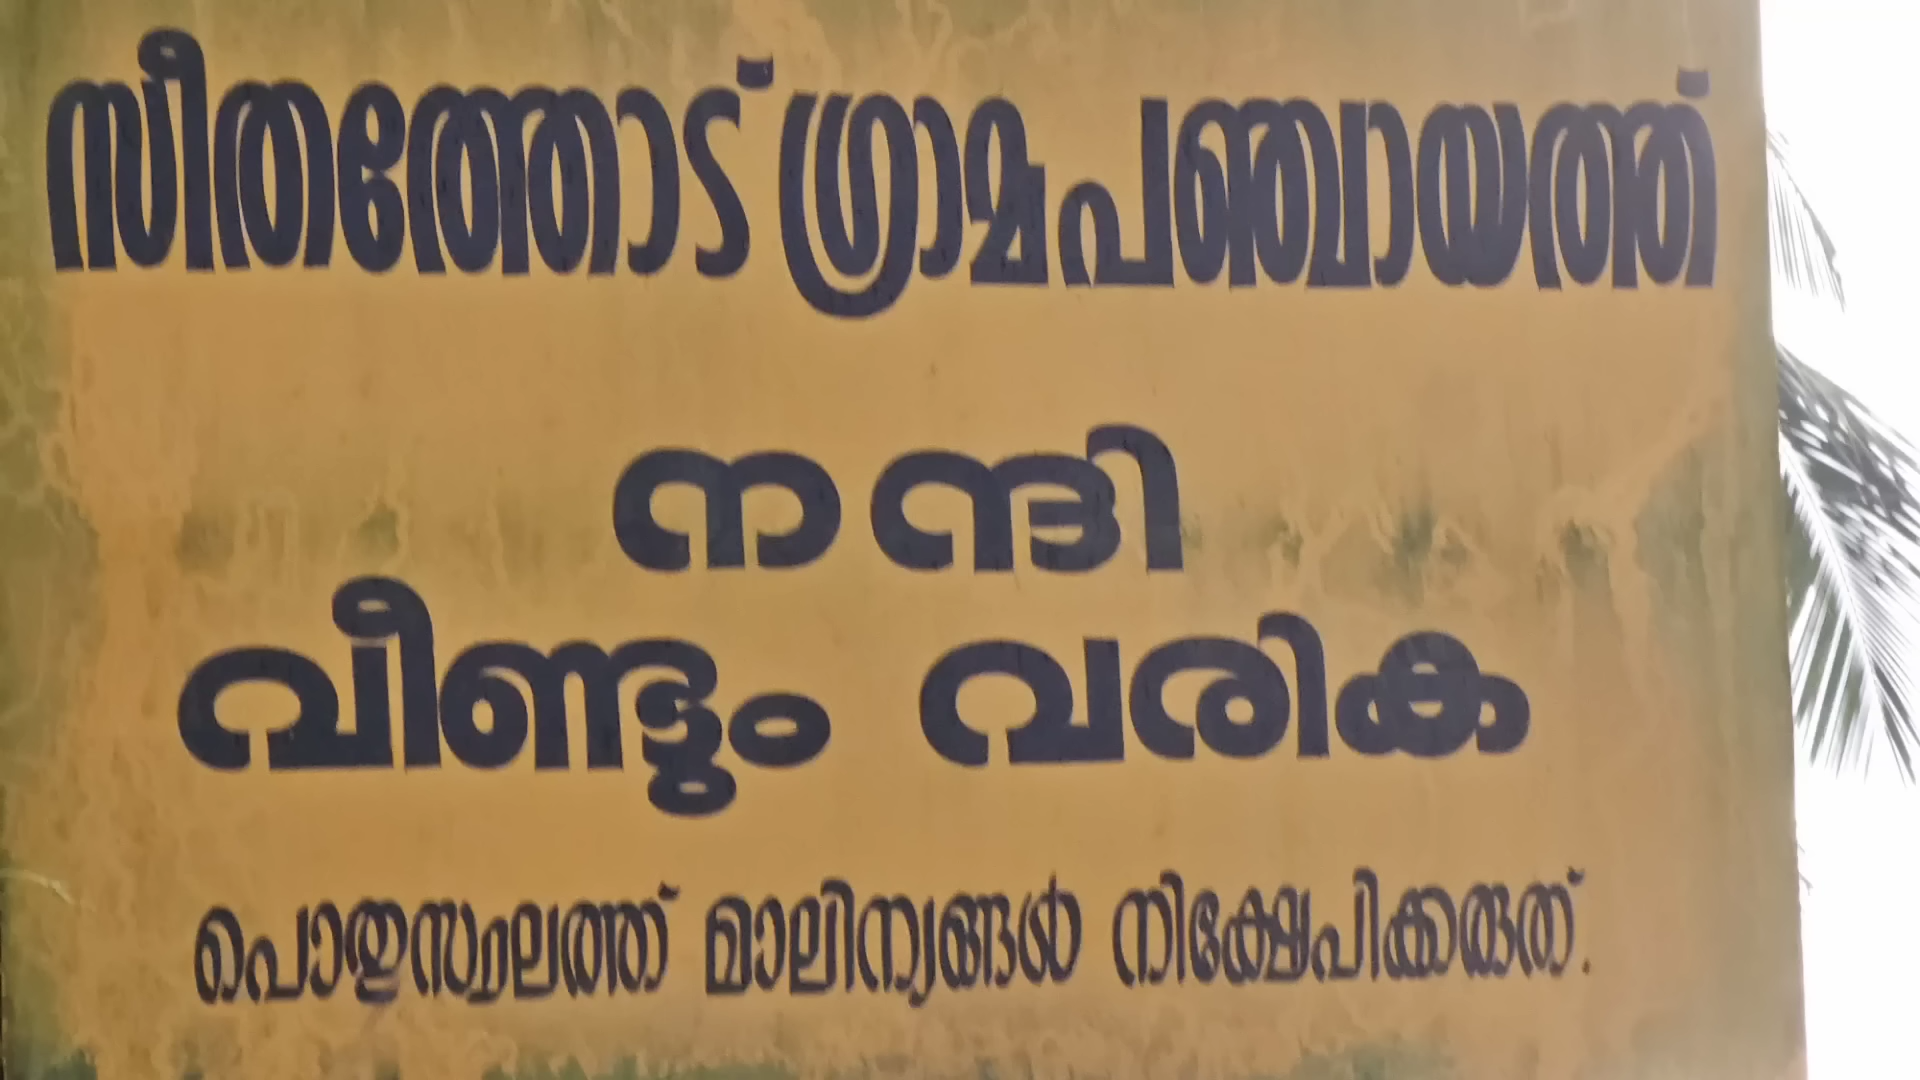 സീതത്തോട് ഗ്രാമപഞ്ചായത്ത്
നന്ദി
വീണ്ടും വരിക
പൊതുസ്ഥലത്ത് മാലിന്യങ്ങൾ നിക്ഷേപിക്കരുത്.